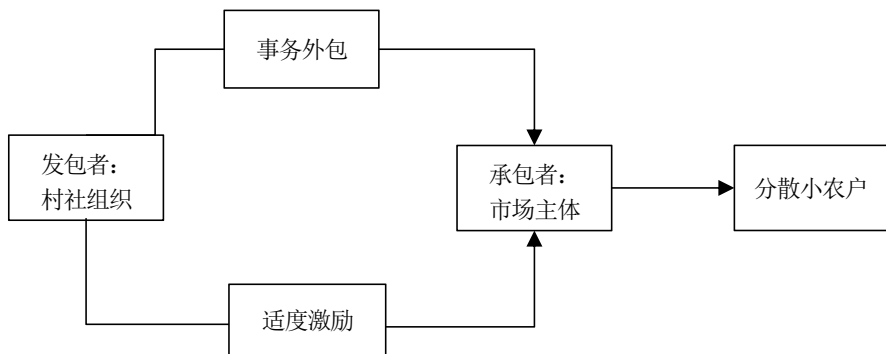 事务外包
发包者：
村社组织
承包者：
市场主体
分散小农户
适度激励